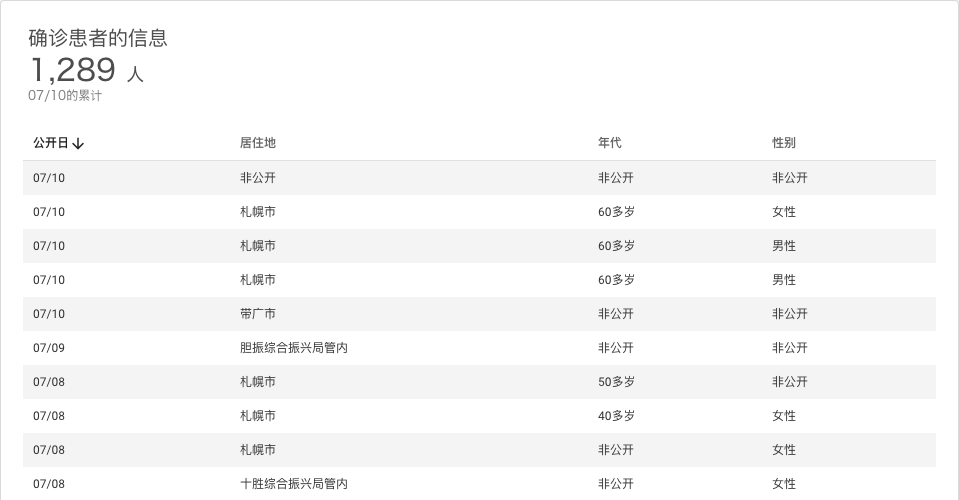 确诊患者的信息
1,289 人
07/10的累计
公开日↓ 居住地 年代 性别
07/10 非公开 非公开 非公开
07/10 札幌市 60多岁 女性
07/10 札幌市 60多岁 男性
07/10 札幌市 60多岁 男性
07/10 带广市 非公开 非公开
07/09 胆振综合振兴局管内 非公开 非公开
07/08 札幌市 50多岁 非公开
07/08 札幌市 40多岁 女性
07/08 札幌市 非公开 女性
07/08 十胜综合振兴局管内 非公开 女性